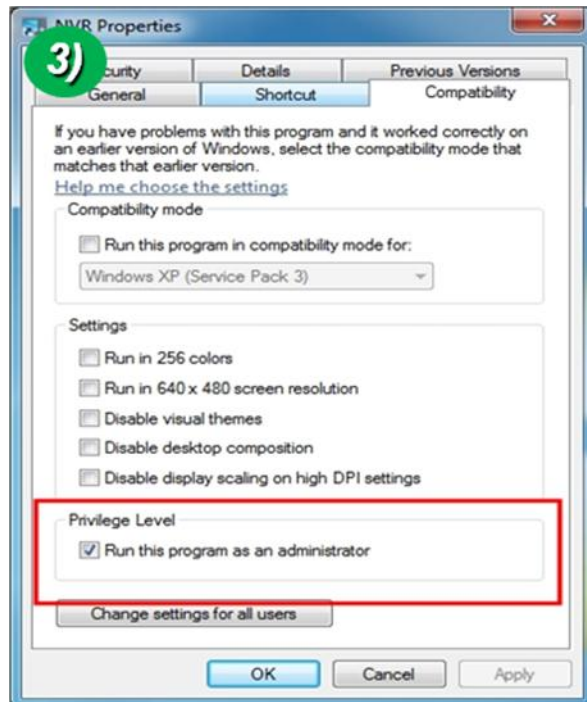 NVR Properties
3)
curity
Details
Previous Versions
General
Shortcut
Compatibility
If you have problems with this program and it worked correctly on
an earlier version of Windows, select the compatibility mode that
matches that earlier version.
Help me choose the settings
Compatibility mode
Run this program in compatibility mode for:
Windows XP (Service Pack 3)
Settings
Run in 256 colors
Run in 640 x 480 screen resolution
Disable visual themes
Disable desktop composition
Disable display scaling on high DPI settings
Privilege Level
Run this program as an administrator
Change settings for all users
OK
Cancel
Apply